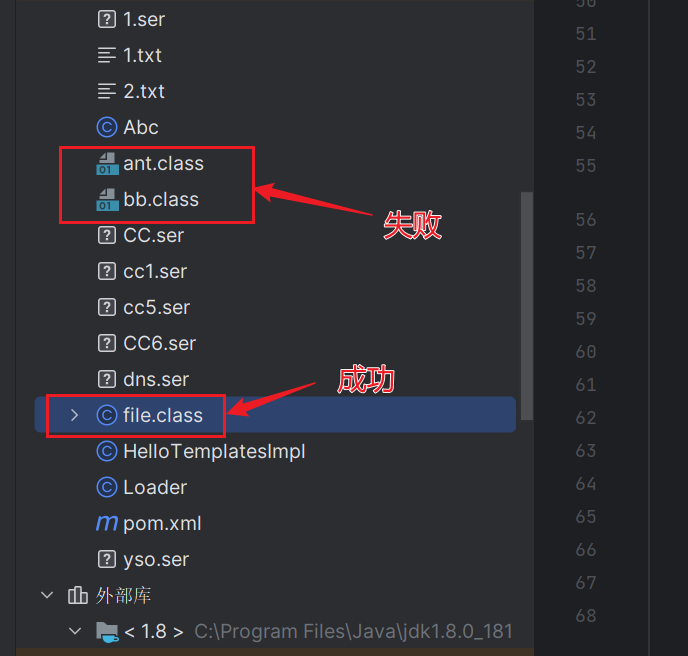 1.ser
1.txt
2.txt
Abc
ant.class
bb.class
失败
CC.ser
cc1.ser
cc5.ser
CC6.ser
dns.ser
成功
file.class
HelloTemplatesImpl
Loader
pom.xml
yso.ser
外部库
< 1.8 > C:\Program Files\Java\jdk1.8.0_181
50
51
52
53
54
55
56
57
58
59
60
61
62
63
64
65
66
67
68